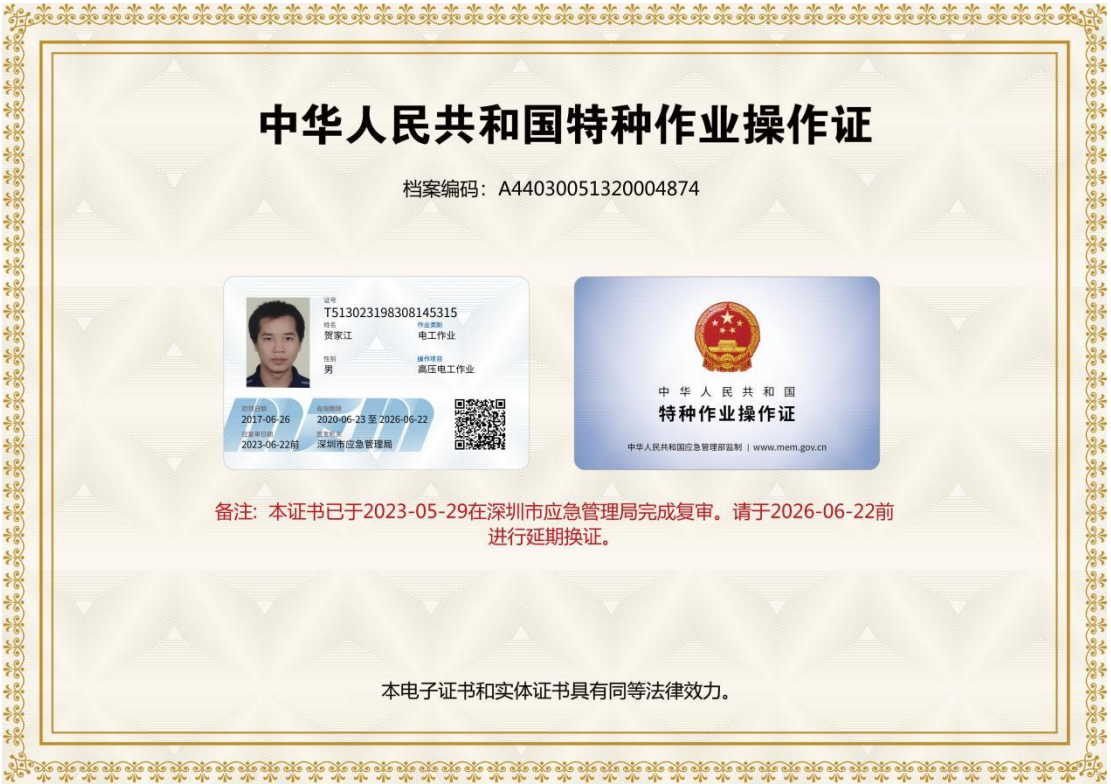 中华人民共和国特种作业操作证
档案编码：A44030051320004874
证号
T513023198308145315
姓名 作业类别
贺家江 电工作业
性别 操作项目
男 高压电工作业
初领日期 有效期限
2017-06-26 2020-06-23 至 2026-06-22
应复审日期 签发机关
2023-06-22前 深圳市应急管理局
中华人民共和国
特种作业操作证
中华人民共和国应急管理部监制 | www.mem.gov.cn
备注: 本证书已于2023-05-29在深圳市应急管理局完成复审。请于2026-06-22前
进行延期换证。
本电子证书和实体证书具有同等法律效力。